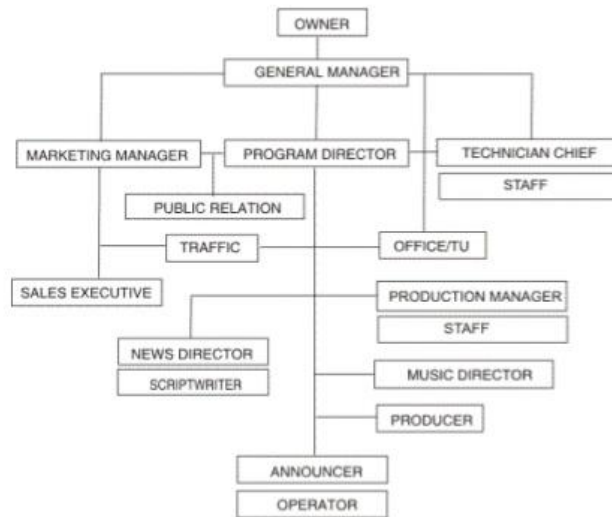 OWNER
GENERAL MANAGER
MARKETING MANAGER
PROGRAM DIRECTOR
TECHNICIAN CHIEF
STAFF
PUBLIC RELATION
TRAFFIC
OFFICE/TU
SALES EXECUTIVE
PRODUCTION MANAGER
STAFF
NEWS DIRECTOR
SCRIPTWRITER
MUSIC DIRECTOR
PRODUCER
ANNOUNCER
OPERATOR